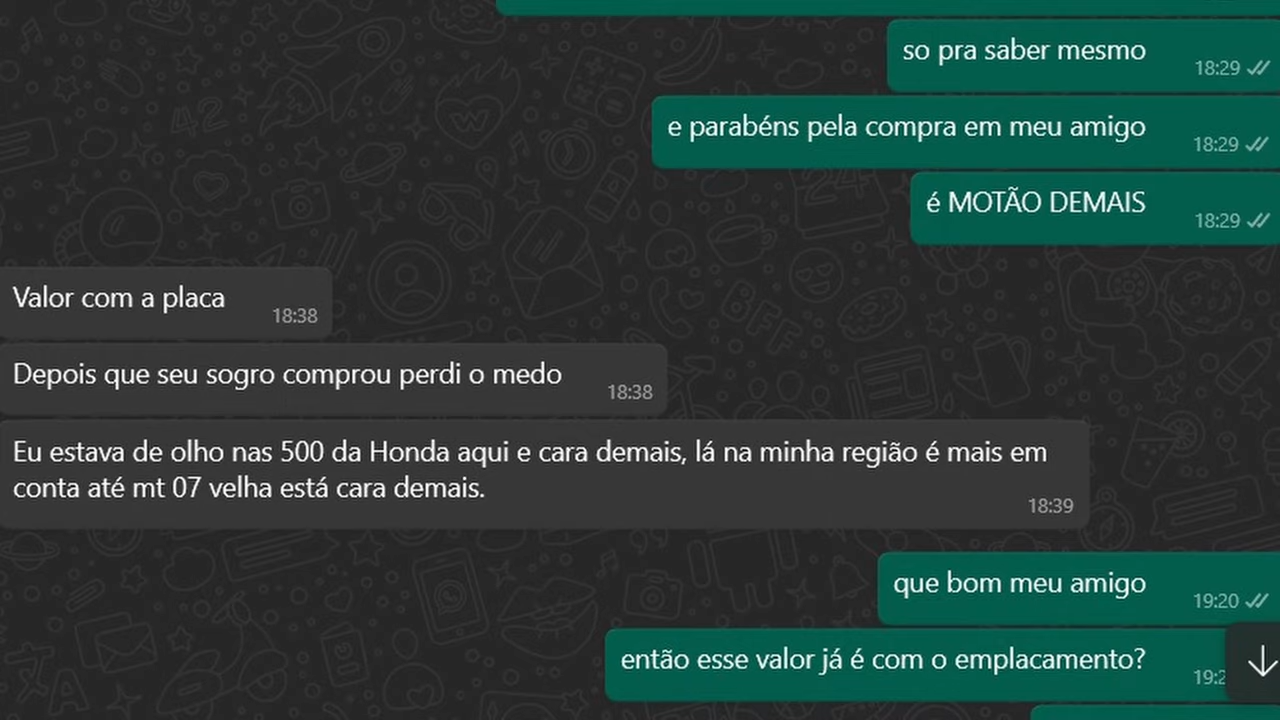 so pra saber mesmo
18:29
e parabéns pela compra em meu amigo
18:29
é MOTÃO DEMAIS
18:29
Valor com a placa
18:38
Depois que seu sogro comprou perdi o medo
18:38
Eu estava de olho nas 500 da Honda aqui e cara demais, lá na minha região é mais em
conta até mt 07 velha está cara demais.
18:39
que bom meu amigo
19:20
então esse valor já é com o emplacamento?